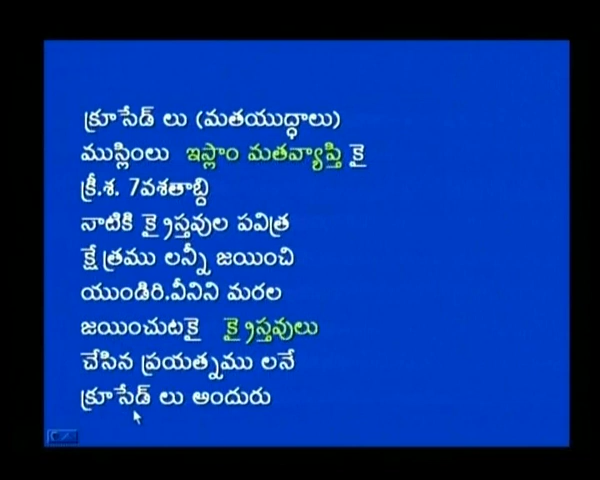 క్రూసేడ్ లు (మతయుద్ధాలు)
ముస్లింలు ఇస్లాం మతవ్యాప్తి కై
క్రీ.శ. 7వశతాబ్ది
నాటికి క్రైస్తవుల పవిత్ర
క్షేత్రము లన్నీ జయించి
యుండిరి.వీనిని మరల
జయించుటకై క్రైస్తవులు
చేసిన ప్రయత్నము లనే
క్రూసేడ్ లు అందురు